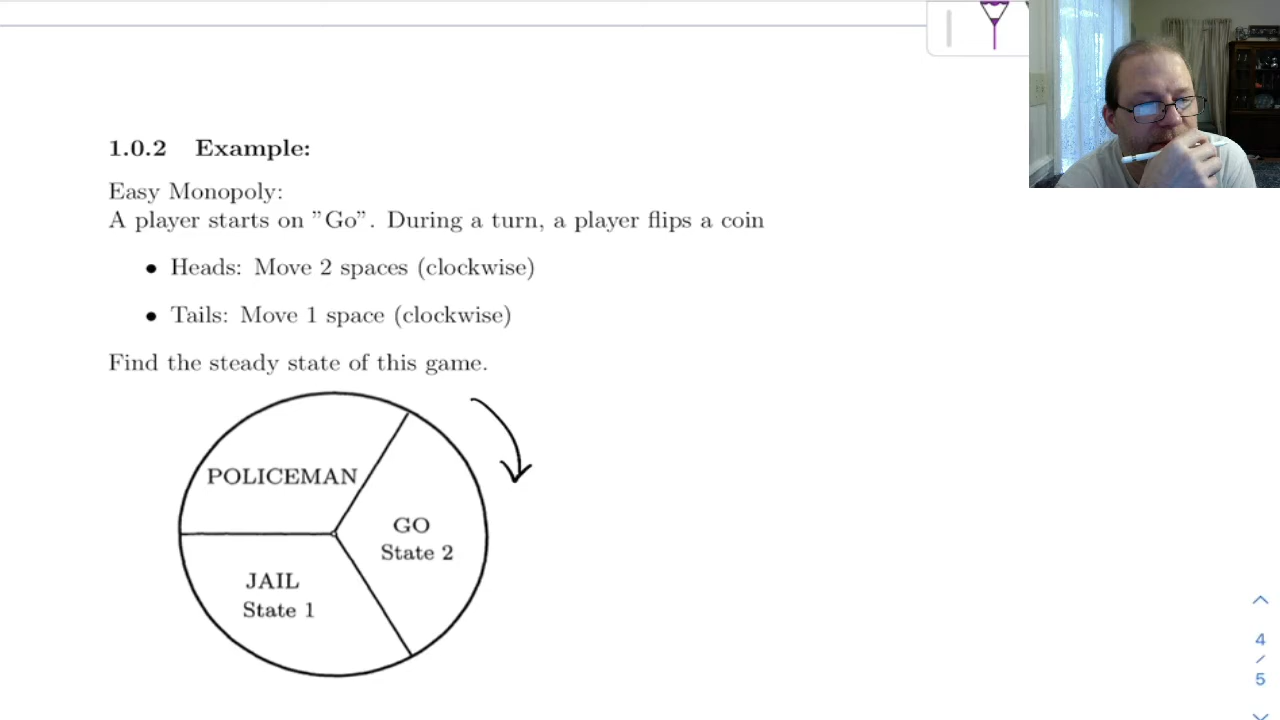 1.0.2 Example:
Easy Monopoly:
A player starts on ”Go”. During a turn, a player flips a coin
• Heads: Move 2 spaces (clockwise)
• Tails: Move 1 space (clockwise)
Find the steady state of this game.
POLICEMAN
GO
State 2
JAIL
State 1
4
/
5